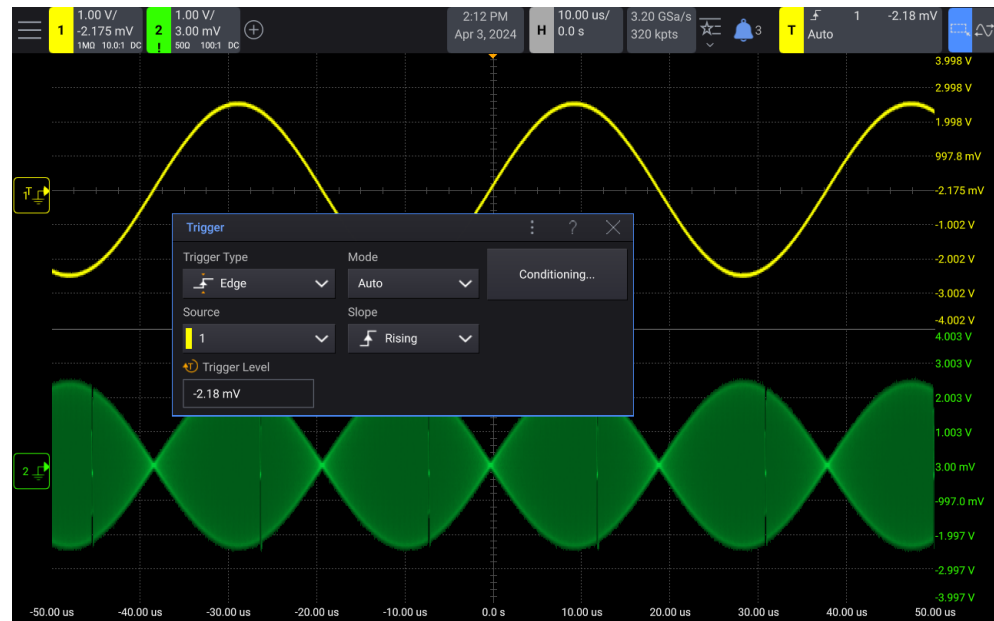 1 1.00 V/ -2.175 mV 1MΩ 10.0:1 DC
2 1.00 V/ 3.00 mV 50Ω 100:1 DC
!
2:12 PM
Apr 3, 2024
H 10.00 us/ 0.0 s
3.20 GSa/s
320 kpts
3
T 1 -2.18 mV
Auto
3.998 V
2.998 V
1.998 V
997.8 mV
1T
-2.175 mV
-1.002 V
-2.002 V
-3.002 V
-4.002 V
Trigger
?
Trigger Type Mode
Edge Auto Conditioning...
Source Slope
1 Rising
T Trigger Level
-2.18 mV
4.003 V
3.003 V
2.003 V
1.003 V
2
3.00 mV
-997.0 mV
-1.997 V
-2.997 V
-3.997 V
-50.00 us -40.00 us -30.00 us -20.00 us -10.00 us 0.0 s 10.00 us 20.00 us 30.00 us 40.00 us 50.00 us